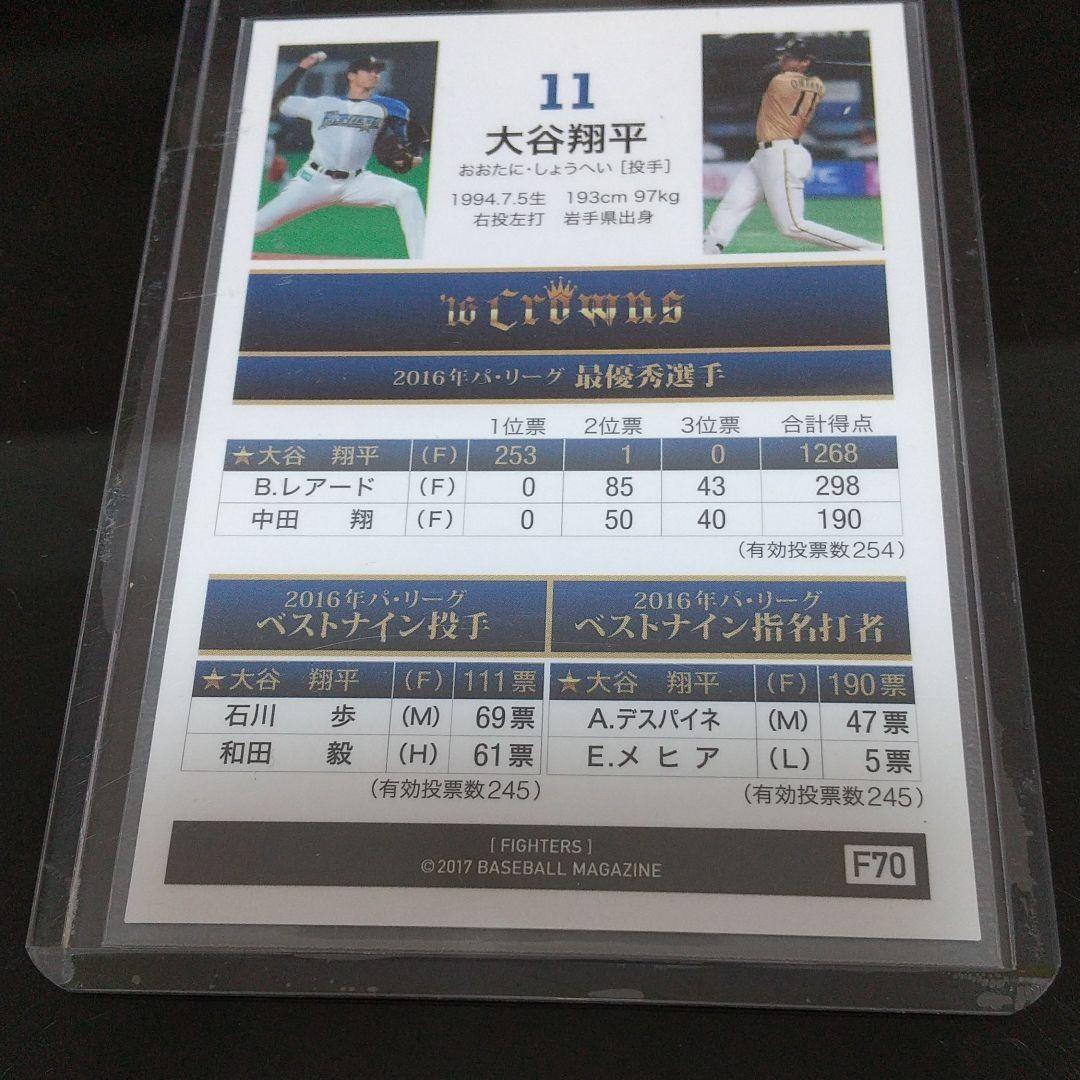 11
大谷翔平
おおたに・しょうへい [投手]
1994.7.5生 193cm 97kg
右投左打 岩手県出身
OHTANI
11
'16 Crowns
2016年パ・リーグ 最優秀選手
1位票 2位票 3位票 合計得点
★大谷 翔平 (F) 253 1 0 1268
B.レアード (F) 0 85 43 298
中田 翔 (F) 0 50 40 190
(有効投票数254)
2016年パ・リーグ
ベストナイン投手
★大谷 翔平 (F) 111票
石川 歩 (M) 69票
和田 毅 (H) 61票
(有効投票数245)
2016年パ・リーグ
ベストナイン指名打者
★大谷 翔平 (F) 190票
A.デスパイネ (M) 47票
E.メヒア (L) 5票
(有効投票数245)
[ FIGHTERS ]
©2017 BASEBALL MAGAZINE
F70